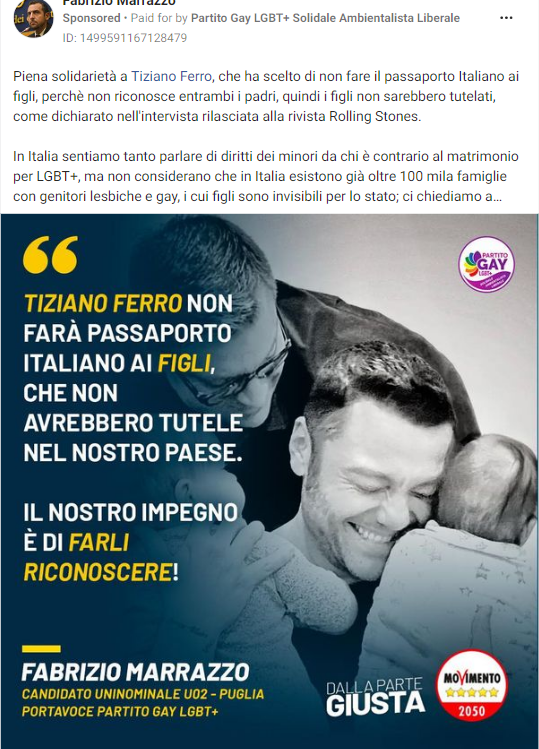 Fabrizio Marrazzo
Sponsored • Paid for by Partito Gay LGBT+ Solidale Ambientalista Liberale
ID: 1499591167128479
Piena solidarietà a Tiziano Ferro, che ha scelto di non fare il passaporto Italiano ai
figli, perchè non riconosce entrambi i padri, quindi i figli non sarebbero tutelati,
come dichiarato nell'intervista rilasciata alla rivista Rolling Stones.
In Italia sentiamo tanto parlare di diritti dei minori da chi è contrario al matrimonio
per LGBT+, ma non considerano che in Italia esistono già oltre 100 mila famiglie
con genitori lesbiche e gay, i cui figli sono invisibili per lo stato; ci chiediamo a...
PARTITO
GAY
LGBT+
TIZIANO FERRO NON
FARÀ PASSAPORTO
ITALIANO AI FIGLI,
CHE NON
AVREBBERO TUTELE
NEL NOSTRO PAESE.
IL NOSTRO IMPEGNO
È DI FARLI
RICONOSCERE!
FABRIZIO MARRAZZO
CANDIDATO UNINOMINALE U02 - PUGLIA
PORTAVOCE PARTITO GAY LGBT+
DALLA PARTE
GIUSTA
MOVIMENTO
2050